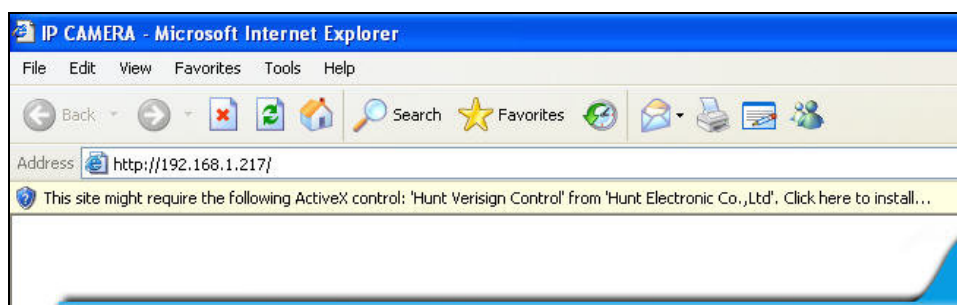 IP CAMERA - Microsoft Internet Explorer
File Edit View Favorites Tools Help
Back Search Favorites
Address http://192.168.1.217/
This site might require the following ActiveX control: 'Hunt Verisign Control' from 'Hunt Electronic Co.,Ltd'. Click here to install...